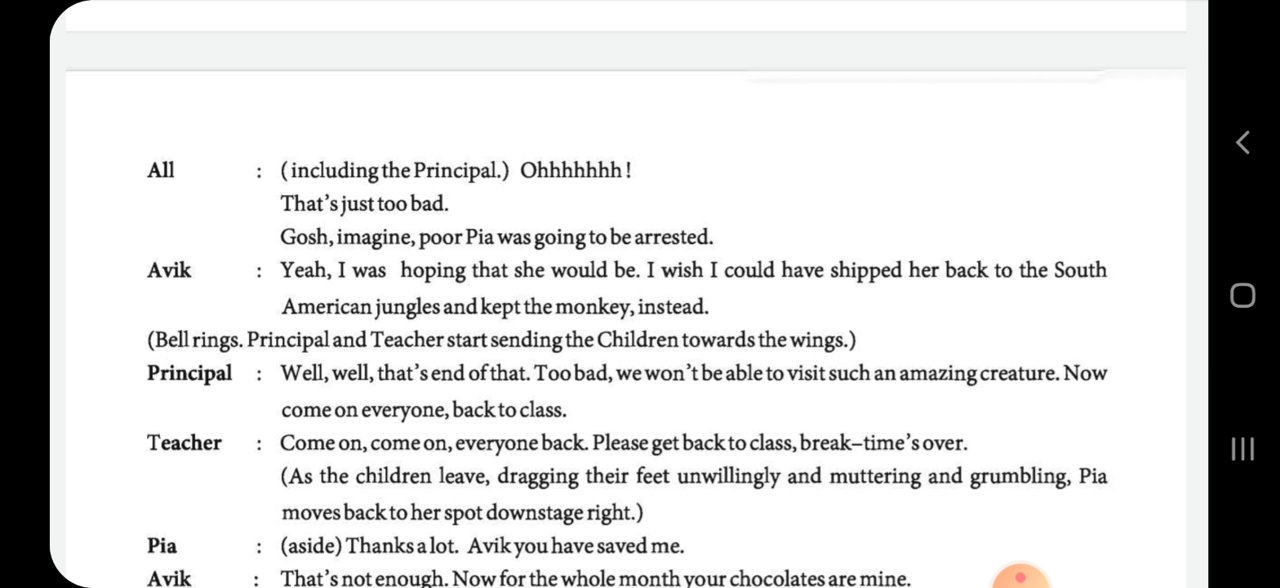 All : (including the Principal.) Ohhhhhhh !
That's just too bad.
Gosh, imagine, poor Pia was going to be arrested.
Avik : Yeah, I was hoping that she would be. I wish I could have shipped her back to the South
American jungles and kept the monkey, instead.
(Bell rings. Principal and Teacher start sending the Children towards the wings.)
Principal : Well, well, that's end of that. Too bad, we won't be able to visit such an amazing creature. Now
come on everyone, back to class.
Teacher : Come on, come on, everyone back. Please get back to class, break–time's over.
(As the children leave, dragging their feet unwillingly and muttering and grumbling, Pia
moves back to her spot downstage right.)
Pia : (aside) Thanks a lot. Avik you have saved me.
Avik : That's not enough. Now for the whole month your chocolates are mine.